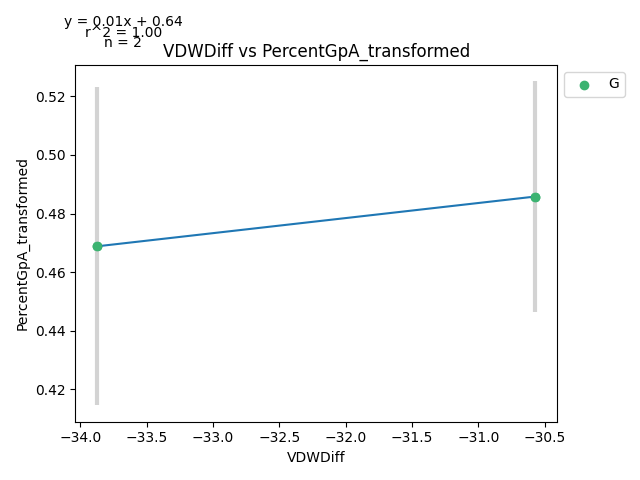 y = 0.01x + 0.64
r^2 = 1.00
n = 2
VDWDiff vs PercentGpA_transformed
G
PercentGpA_transformed
0.52
0.50
0.48
0.46
0.44
0.42
−34.0 −33.5 −33.0 −32.5 −32.0 −31.5 −31.0 −30.5
VDWDiff